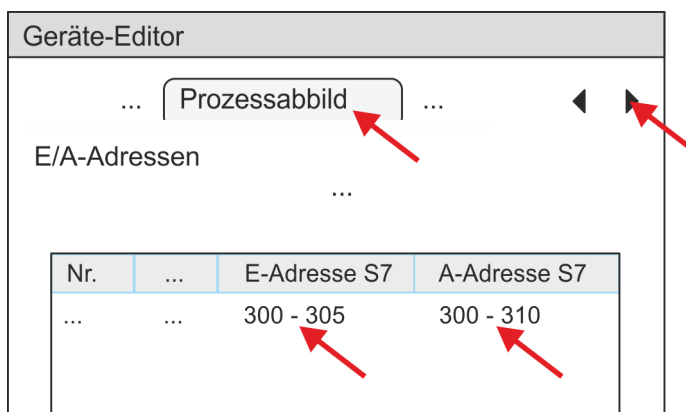 Geräte-Editor
... Prozessabbild ...
E/A-Adressen
...
Nr. ... E-Adresse S7 A-Adresse S7
... ... 300 - 305 300 - 310